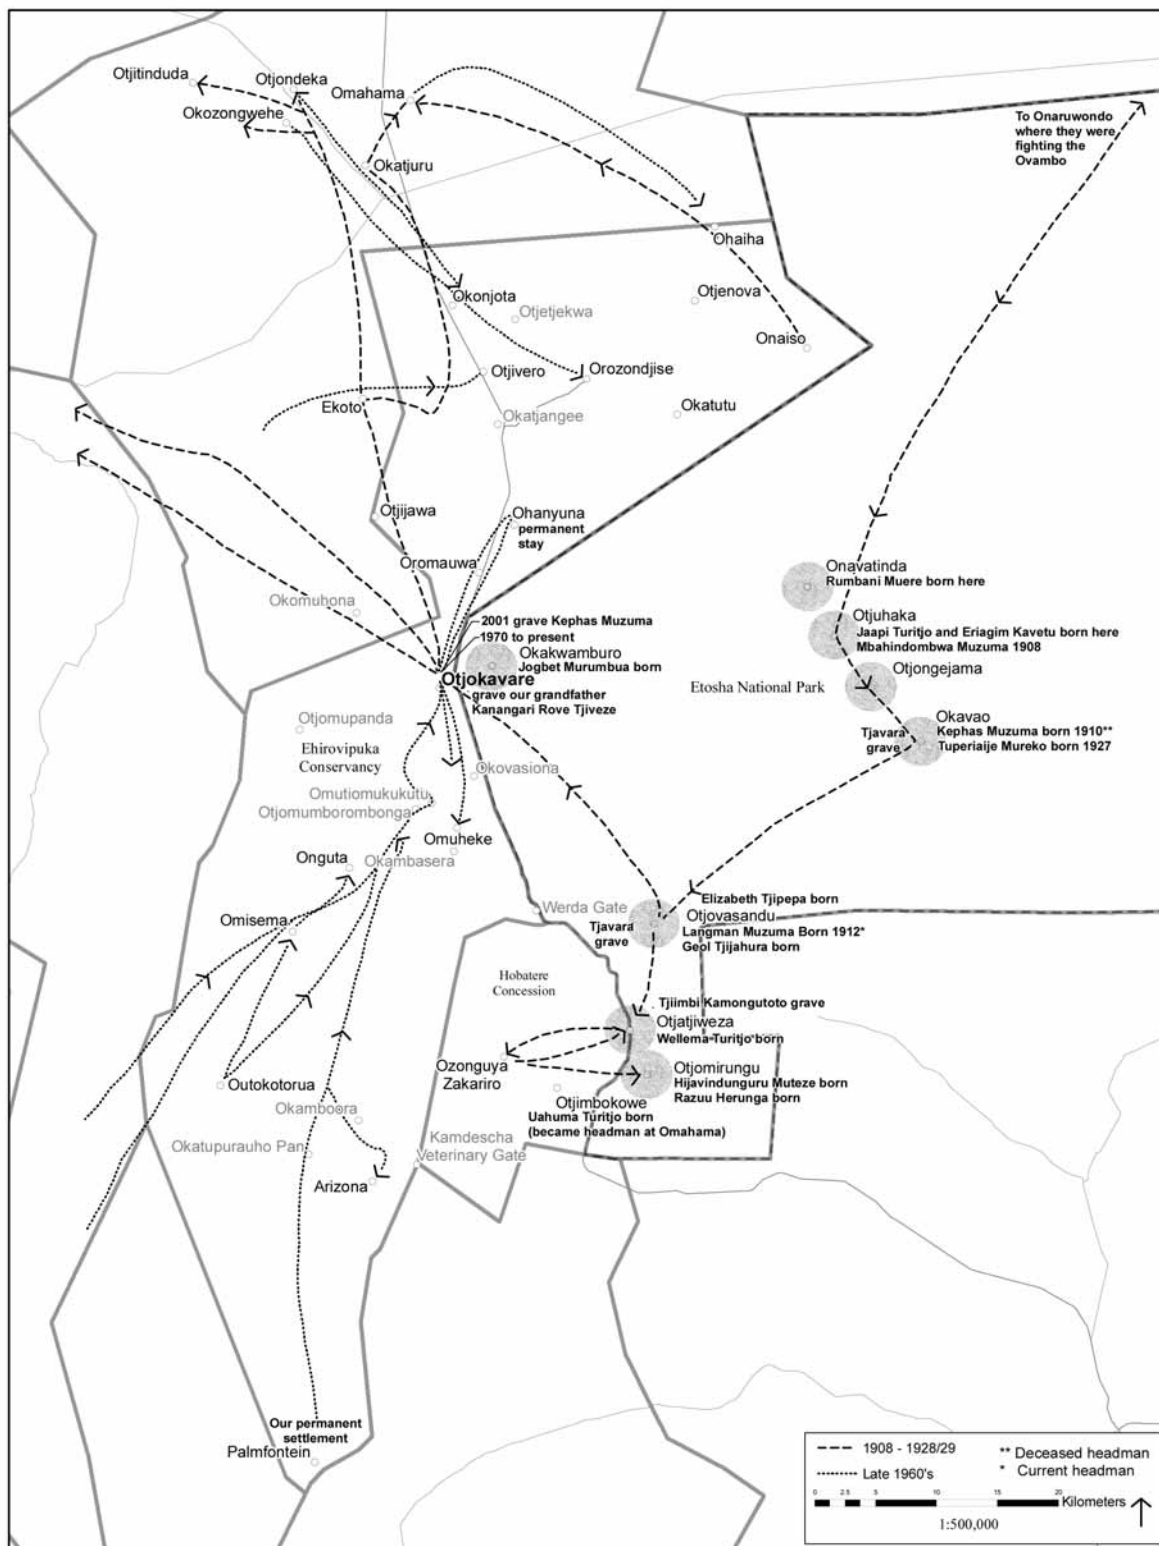 Otjitinduda
Otjondeka
Omahama
Okozongwehe
To Onaruwondo
where they were
fighting the
Ovambo
Okatjuru
Ohaiha
Otjenova
Okonjota
Otjetjekwa
Onaiso
Otjivero
Orozondjise
Ekoto
Okatutu
Okatjangee
Otjijawa
Ohanyuna
permanent
stay
Oromauwa
Onavatinda
Rumbani Muere born here
Okomuhona
Otjuhaka
2001 grave Kephas Muzuma
Jaapi Turitjo and Eriagim Kavetu born here
1970 to present
Mbahindombwa Muzuma 1908
Okakwamburo
Jogbet Murumbua born
Otjongejama
Otjokavare
Etosha National Park
grave our grandfather
Kanangari Rove Tjiveze
Okavao
Tjavara
grave
Kephas Muzuma born 1910**
Tuperiaije Mureko born 1927
Otjomupanda
Ehirovipuka
Conservancy
Okovasiona
Omutiomukukutu
Otjomumborombonga
Omuheke
Onguta
Okambasera
Elizabeth Tjipepa born
Werda Gate
Otjovasandu
Omisema
Tjavara
grave
Langman Muzuma Born 1912*
Geol Tjijahura born
Hobatere
Concession
Tjiimbi Kamongutoto grave
Otjatjiweza
Wellema Turitjo born
Ozonguya
Zakariro
Otjomirungu
Hijavindunguru Muteze born
Razuu Herunga born
Outokotorua
Otjimbokowe
Uahuma Turitjo born
(became headman at Omahama)
Okamboora
Okatupurauho Pan
Kamdescha
Veterinary Gate
Arizona
Our permanent
settlement
Palmfontein
1908 - 1928/29
** Deceased headman
Late 1960's
* Current headman
0 2.5 5 10 15 20
Kilometers
1:500,000